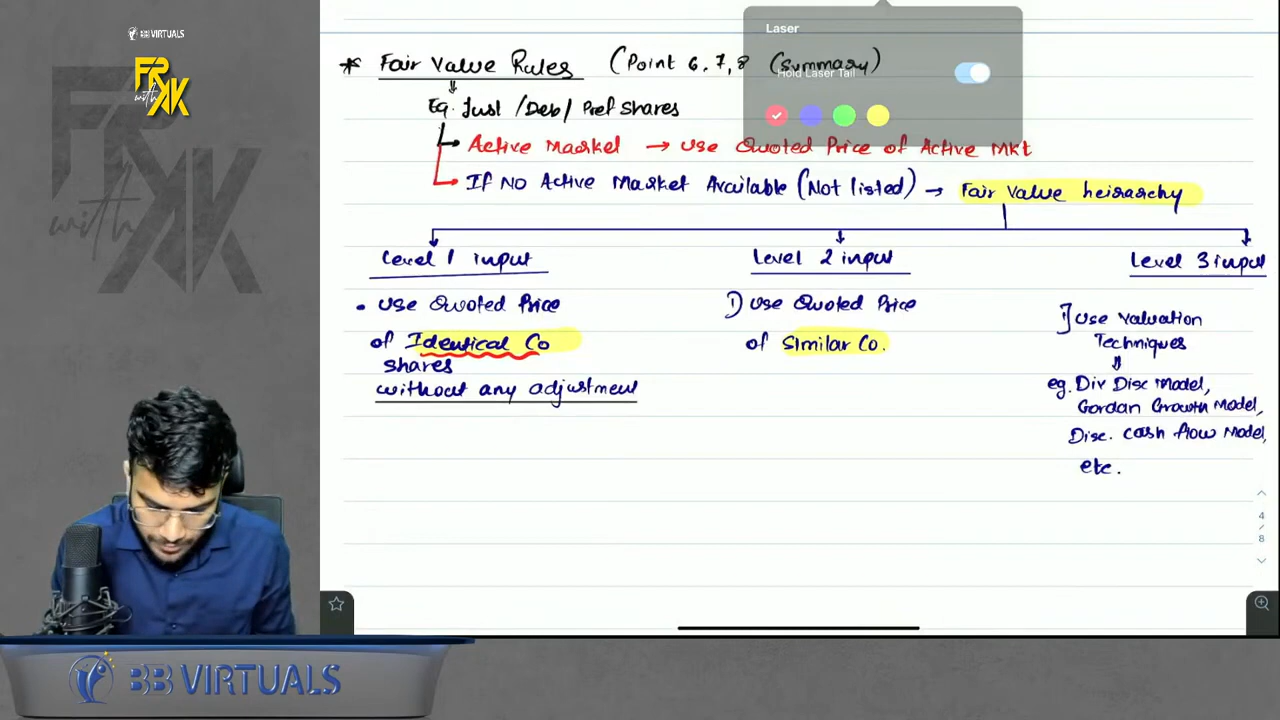 BB VIRTUALS
FR
with
AK
Laser
Hold Laser Tail
* Fair Value Rules (Point 6, 7, 8 (Summary)
Eg. Just /Deb/ Pref shares
Active Market → Use Quoted Price of Active Mkt
If No Active Market Available (Not listed) → Fair Value heirarchy
Level 1 input
• use Quoted Price
of Identical Co
shares
without any adjustment
Level 2 input
1) Use Quoted Price
of Similar Co.
Level 3 input
1] Use Valuation
Techniques
eg. Div Disc Model,
Gordan Growth Model,
Disc. cash flow Model,
etc.
4
/
8
BB VIRTUALS